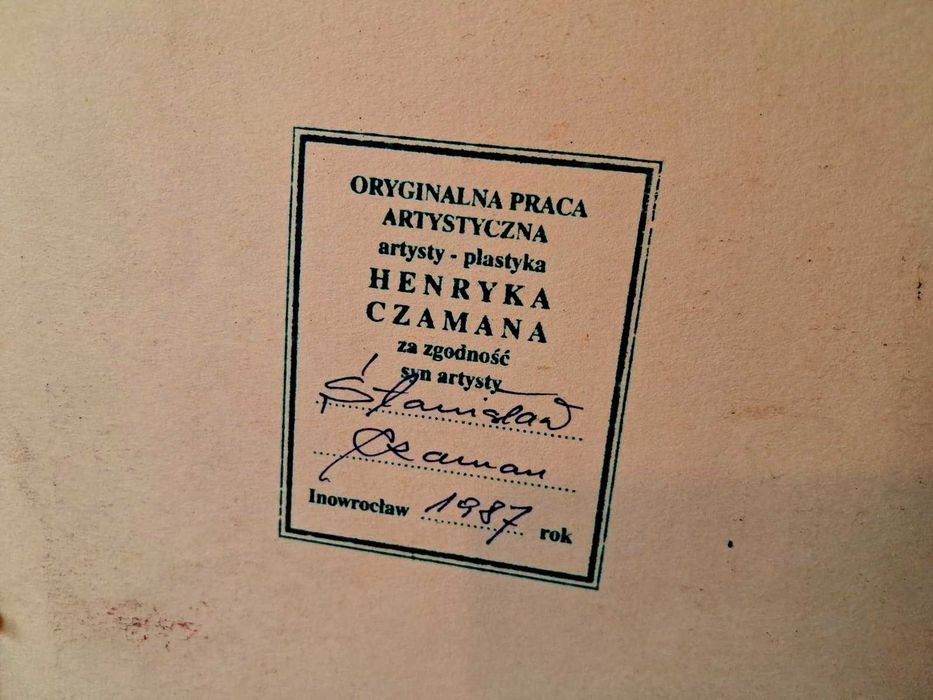 ORYGINALNA PRACA
ARTYSTYCZNA
artysty - plastyka
HENRYKA
CZAMANA
za zgodność
syn artysty
Stanisław
Czaman
Inowrocław 1987 rok